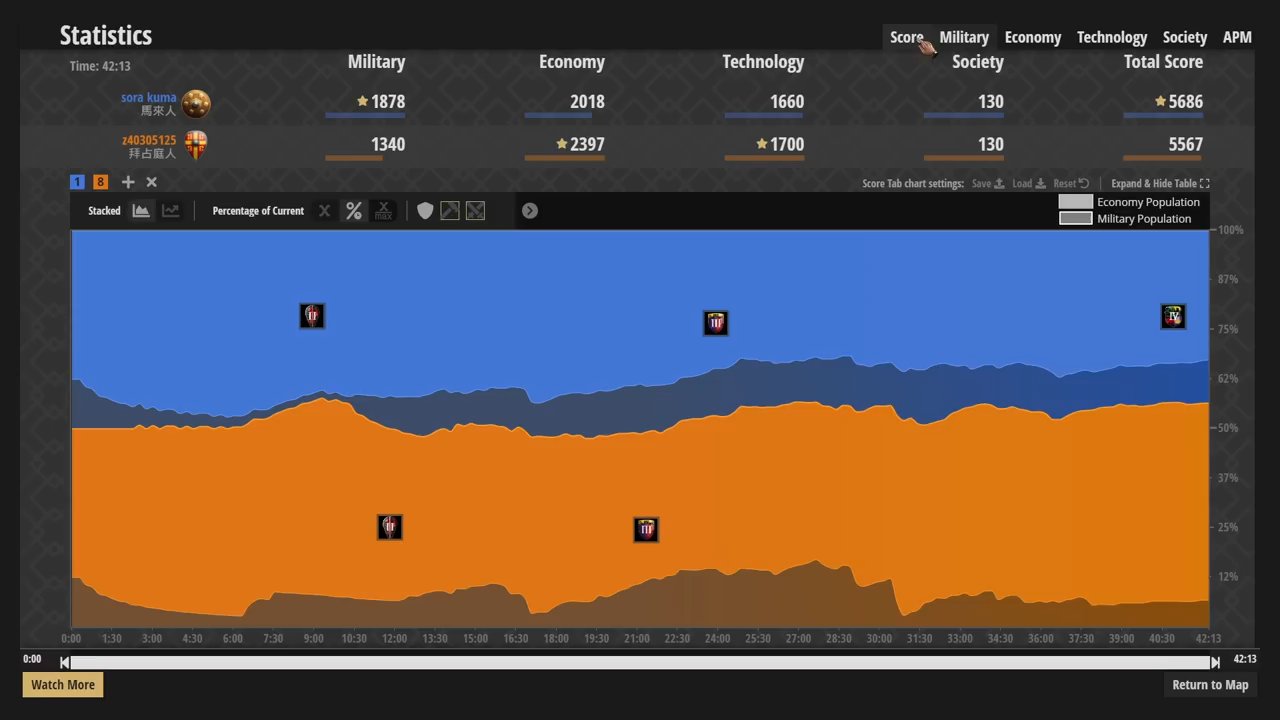 Statistics
Score Military Economy Technology Society APM
Time: 42:13
Military Economy Technology Society Total Score
sora kuma
馬來人
1878 2018 1660 130 5686
z40305125
拜占庭人
1340 2397 1700 130 5567
1 8
Score Tab chart settings: Save Load Reset Expand & Hide Table
Stacked Percentage of Current X % X max
Economy Population
Military Population
100%
87%
75%
62%
50%
37%
25%
12%
II
III
IV
II
III
0:00 1:30 3:00 4:30 6:00 7:30 9:00 10:30 12:00 13:30 15:00 16:30 18:00 19:30 21:00 22:30 24:00 25:30 27:00 28:30 30:00 31:30 33:00 34:30 36:00 37:30 39:00 40:30 42:13
0:00 42:13
Watch More Return to Map